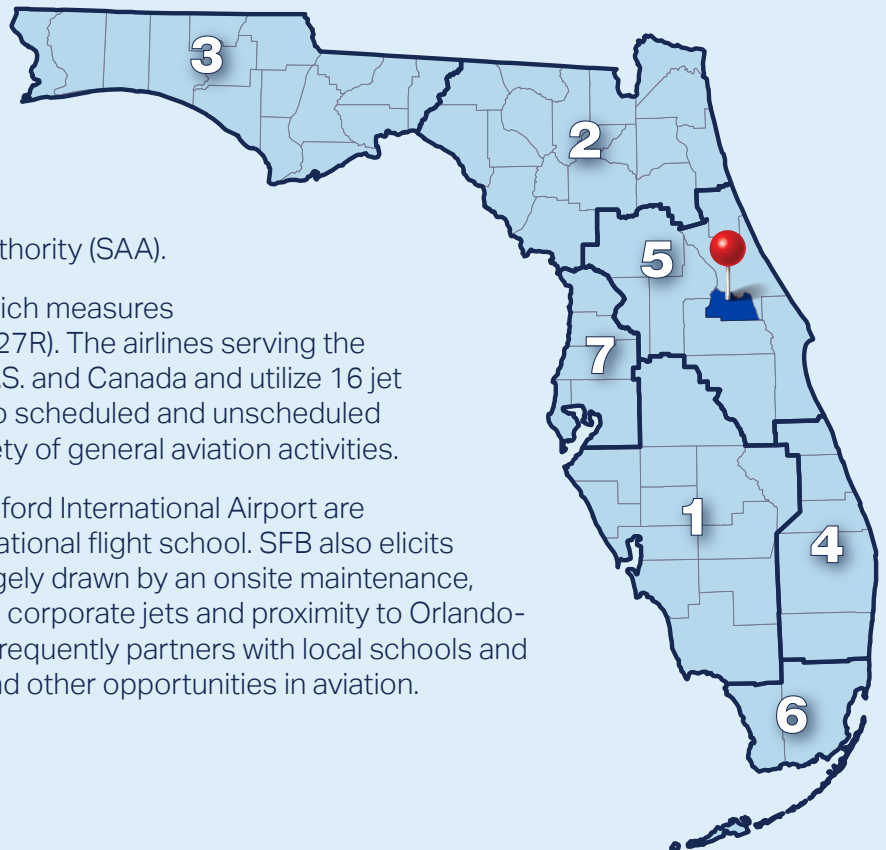 3
2
thority (SAA).
5
ich measures
27R). The airlines serving the
7
.S. and Canada and utilize 16 jet
o scheduled and unscheduled
ety of general aviation activities.
ford International Airport are
1
ational flight school. SFB also elicits
4
gely drawn by an onsite maintenance,
corporate jets and proximity to Orlando-
requently partners with local schools and
nd other opportunities in aviation.
6